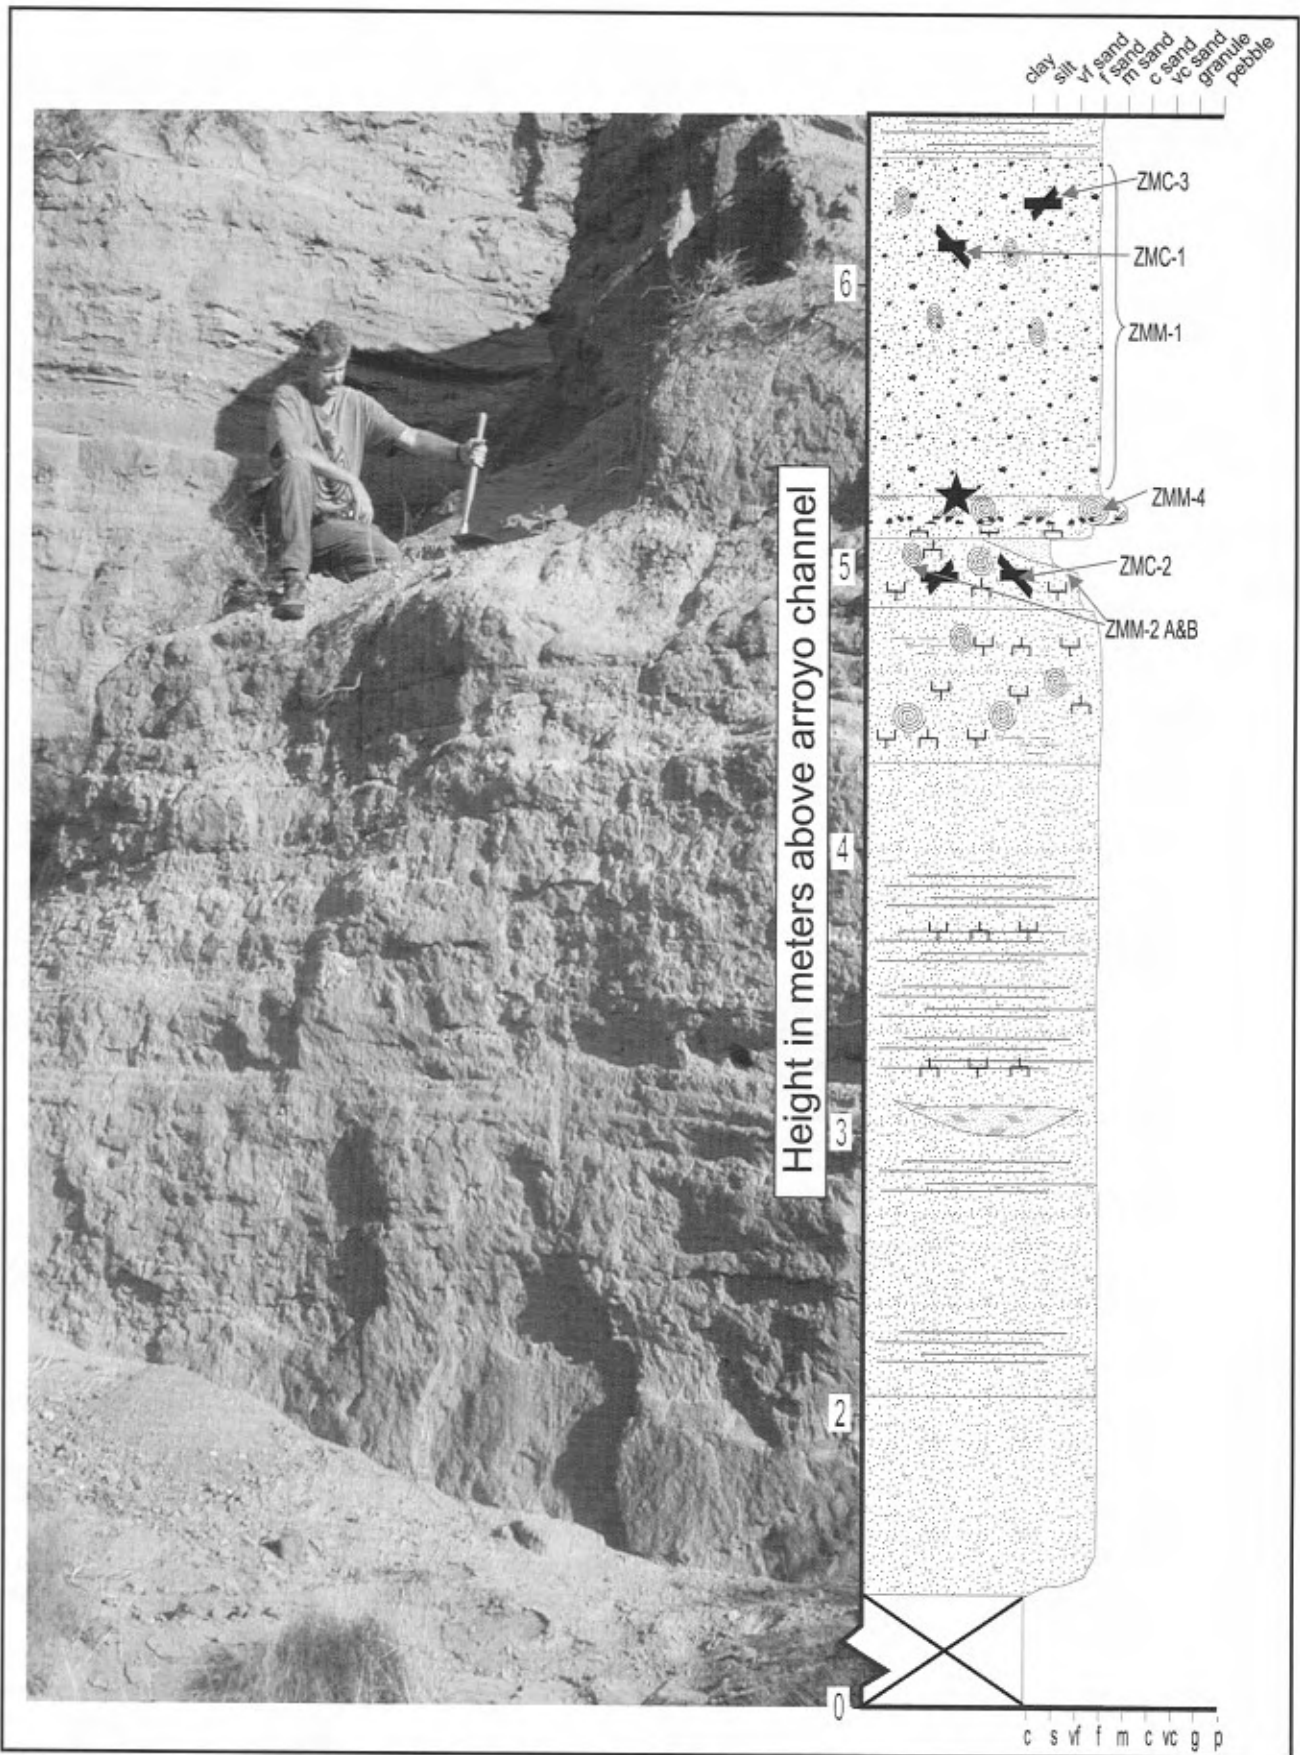 clay
silt
vf sand
f sand
m sand
c sand
vc sand
granule
pebble
ZMC-3
ZMC-1
6
ZMM-1
ZMM-4
5
ZMC-2
ZMM-2 A&B
Height in meters above arroyo channel
4
3
2
0
c s vf f m c vc g p